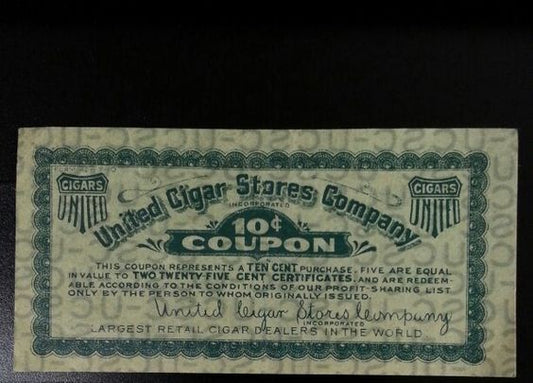 CIGARS UNITED
United Cigar Stores Company
INCORPORATED
CIGARS UNITED
10¢
COUPON
THIS COUPON REPRESENTS A TEN CENT PURCHASE. FIVE ARE EQUAL
IN VALUE TO TWO TWENTY-FIVE CENT CERTIFICATES, AND ARE REDEEM-
ABLE ACCORDING TO THE CONDITIONS OF OUR PROFIT-SHARING LIST
ONLY BY THE PERSON TO WHOM ORIGINALLY ISSUED.
United Cigar Stores Company
INCORPORATED
LARGEST RETAIL CIGAR DEALERS IN THE WORLD